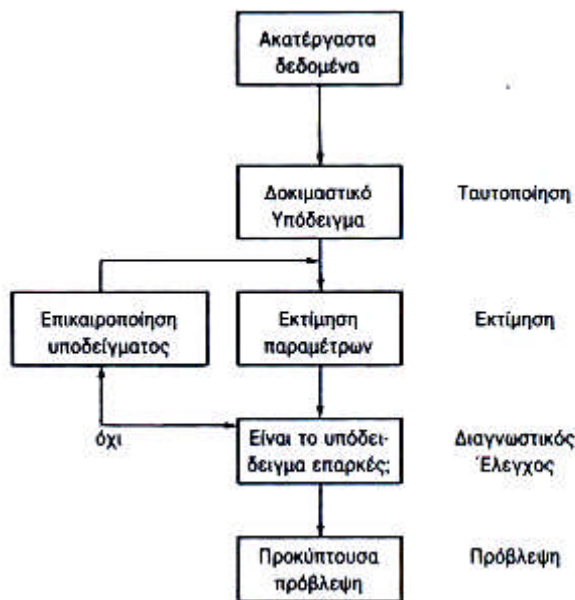 Ακατέργαστα
δεδομένα
Δοκιμαστικό
Υπόδειγμα
Ταυτοποίηση
Επικαιροποίηση
υποδείγματος
Εκτίμηση
παραμέτρων
Εκτίμηση
όχι
Είναι το υπόδει-
δειγμα επαρκές;
Διαγνωστικός
Έλεγχος
Προκύπτουσα
πρόβλεψη
Πρόβλεψη